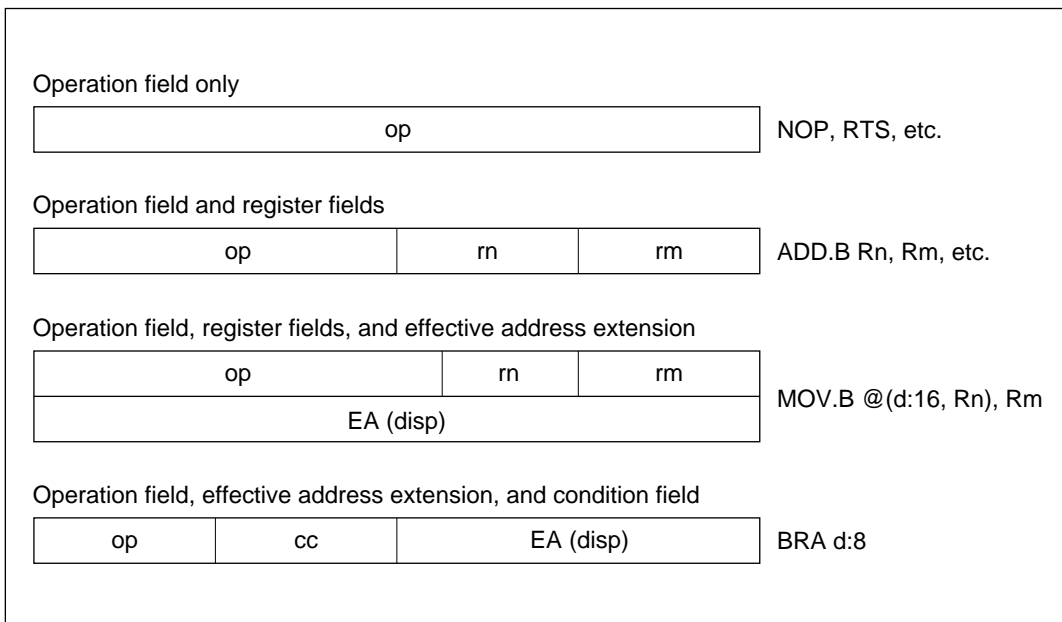 Operation field only
op
NOP, RTS, etc.
Operation field and register fields
op rn rm
ADD.B Rn, Rm, etc.
Operation field, register fields, and effective address extension
op rn rm
EA (disp)
MOV.B @(d:16, Rn), Rm
Operation field, effective address extension, and condition field
op cc EA (disp)
BRA d:8